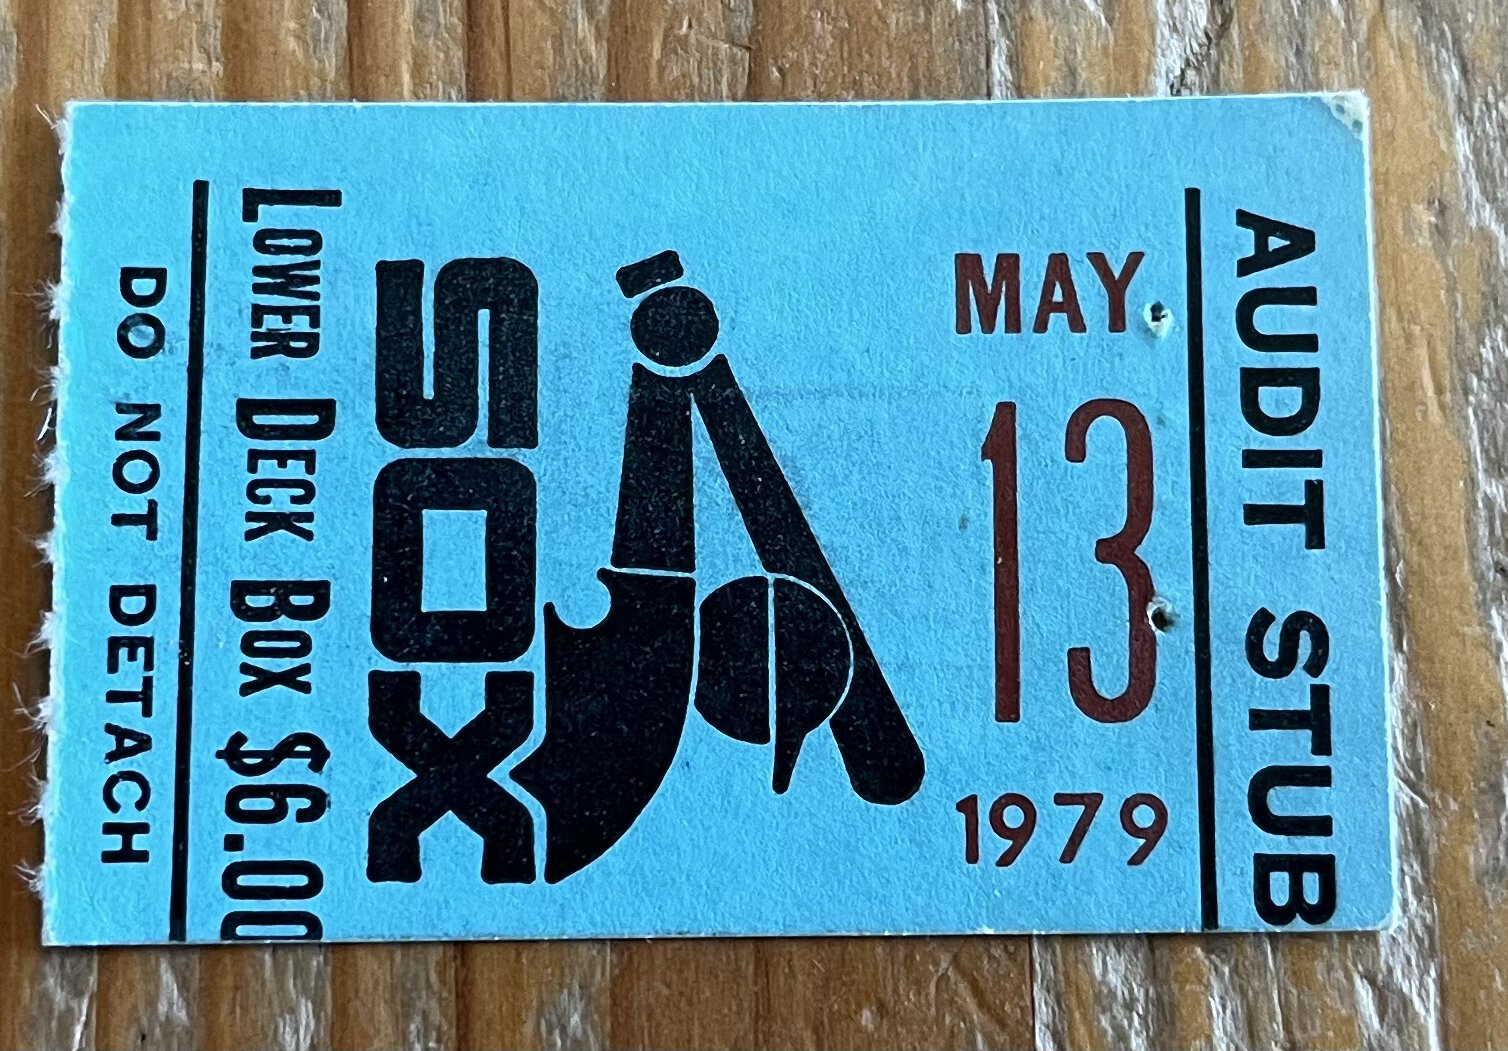 AUDIT STUB
MAY
13
1979
SOX
LOWER DECK BOX $6.00
DO NOT DETACH